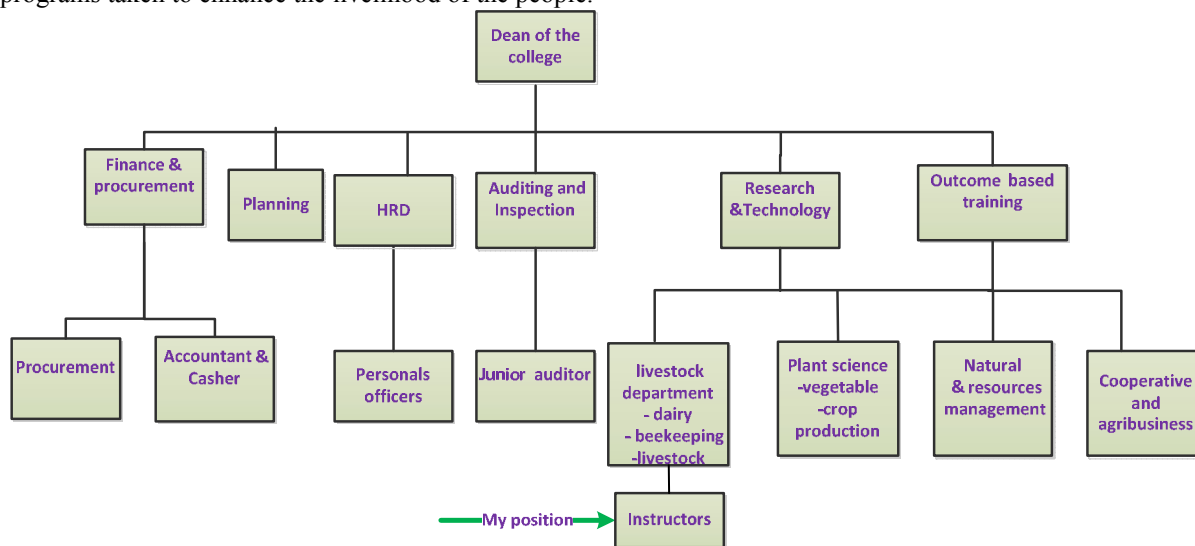 programs taken to enhance the livelihood of the people.
Dean of the
college
Finance &
procurement
Planning
HRD
Auditing and
Inspection
Research
&Technology
Outcome based
training
Procurement
Accountant &
Casher
Personals
officers
Junior auditor
livestock
department
- dairy
- beekeeping
-livestock
Plant science
-vegetable
-crop
production
Natural
& resources
management
Cooperative
and
agribusiness
My position
Instructors